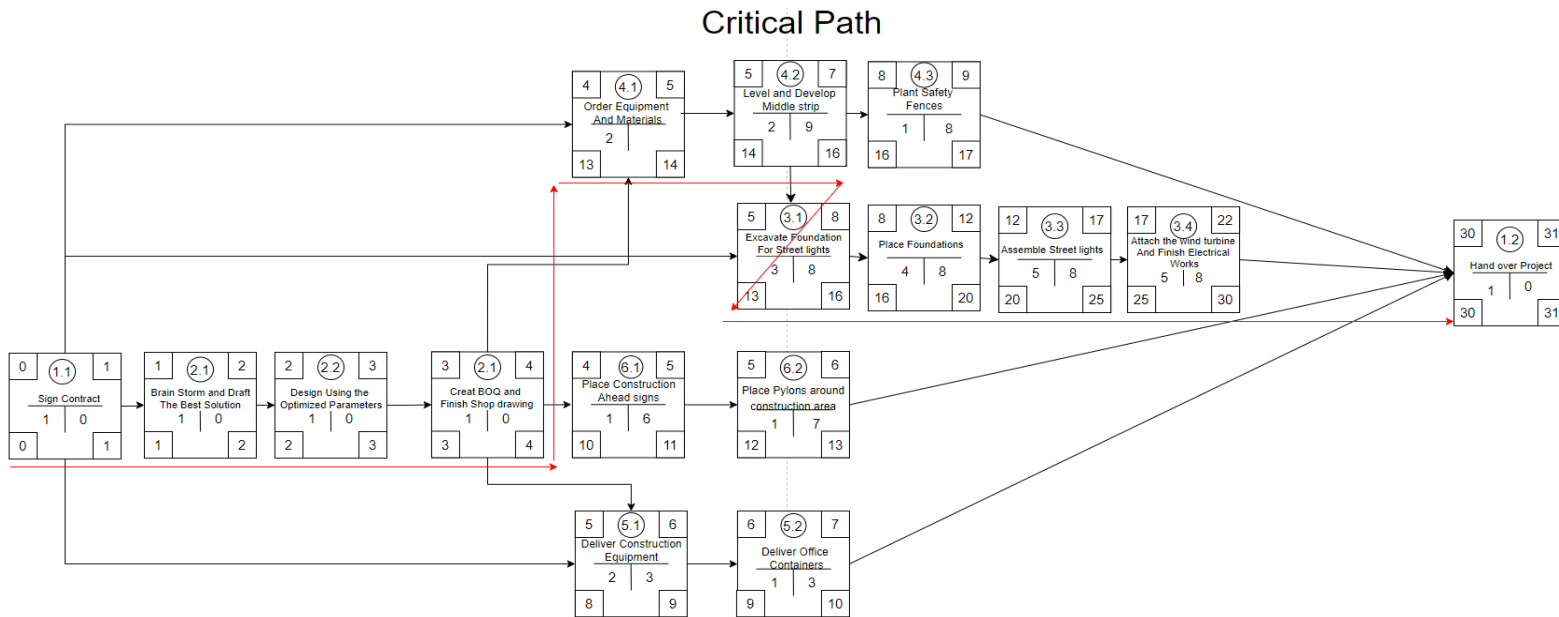 Critical Path
4 4.1 5
Order Equipment
And Materials
2
13 14
5 4.2 7
Level and Develop
Middle strip
2 9
14 16
8 4.3 9
Plant Safety
Fences
1 8
16 17
5 3.1 8
Excavate Foundation
For Street lights
3 8
13 16
8 3.2 12
Place Foundations
4 8
16 20
12 3.3 17
Assemble Street lights
5 8
20 25
17 3.4 22
Attach the wind turbine
And Finish Electrical
Works
5 8
25 30
30 1.2 31
Hand over Project
1 0
30 31
0 1.1 1
Sign Contract
1 0
0 1
1 2.1 2
Brain Storm and Draft
The Best Solution
1 0
1 2
2 2.2 3
Design Using the
Optimized Parameters
1 0
2 3
3 2.1 4
Creat BOQ and
Finish Shop drawing
1 0
3 4
4 6.1 5
Place Construction
Ahead signs
1 6
10 11
5 6.2 6
Place Pylons around
construction area
1 7
12 13
5 5.1 6
Deliver Construction
Equipment
2 3
8 9
6 5.2 7
Deliver Office
Containers
1 3
9 10